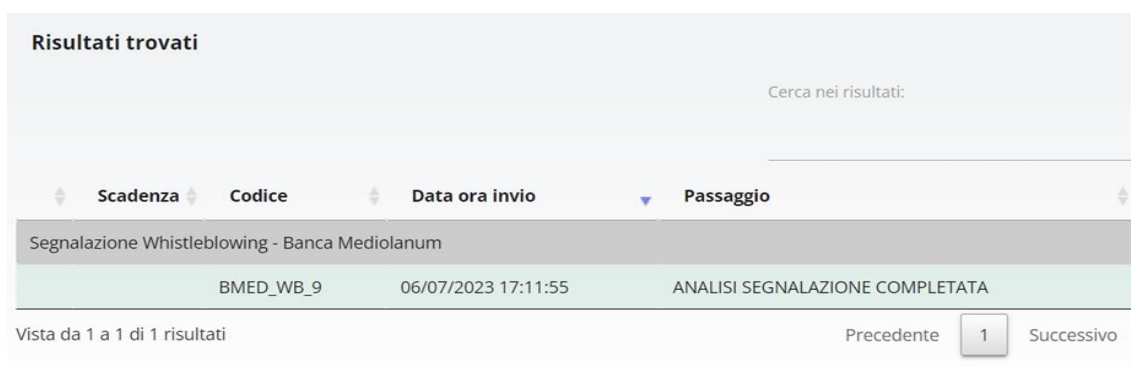 Risultati trovati
Cerca nei risultati:
Scadenza Codice Data ora invio Passaggio
Segnalazione Whistleblowing - Banca Mediolanum
BMED_WB_9 06/07/2023 17:11:55 ANALISI SEGNALAZIONE COMPLETATA
Vista da 1 a 1 di 1 risultati Precedente 1 Successivo